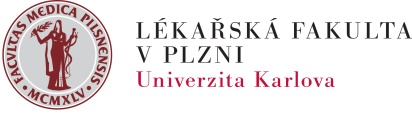 FACVLTAS MEDICA PILSNENSIS
• MCMXLV •
LÉKAŘSKÁ FAKULTA
V PLZNI
Univerzita Karlova